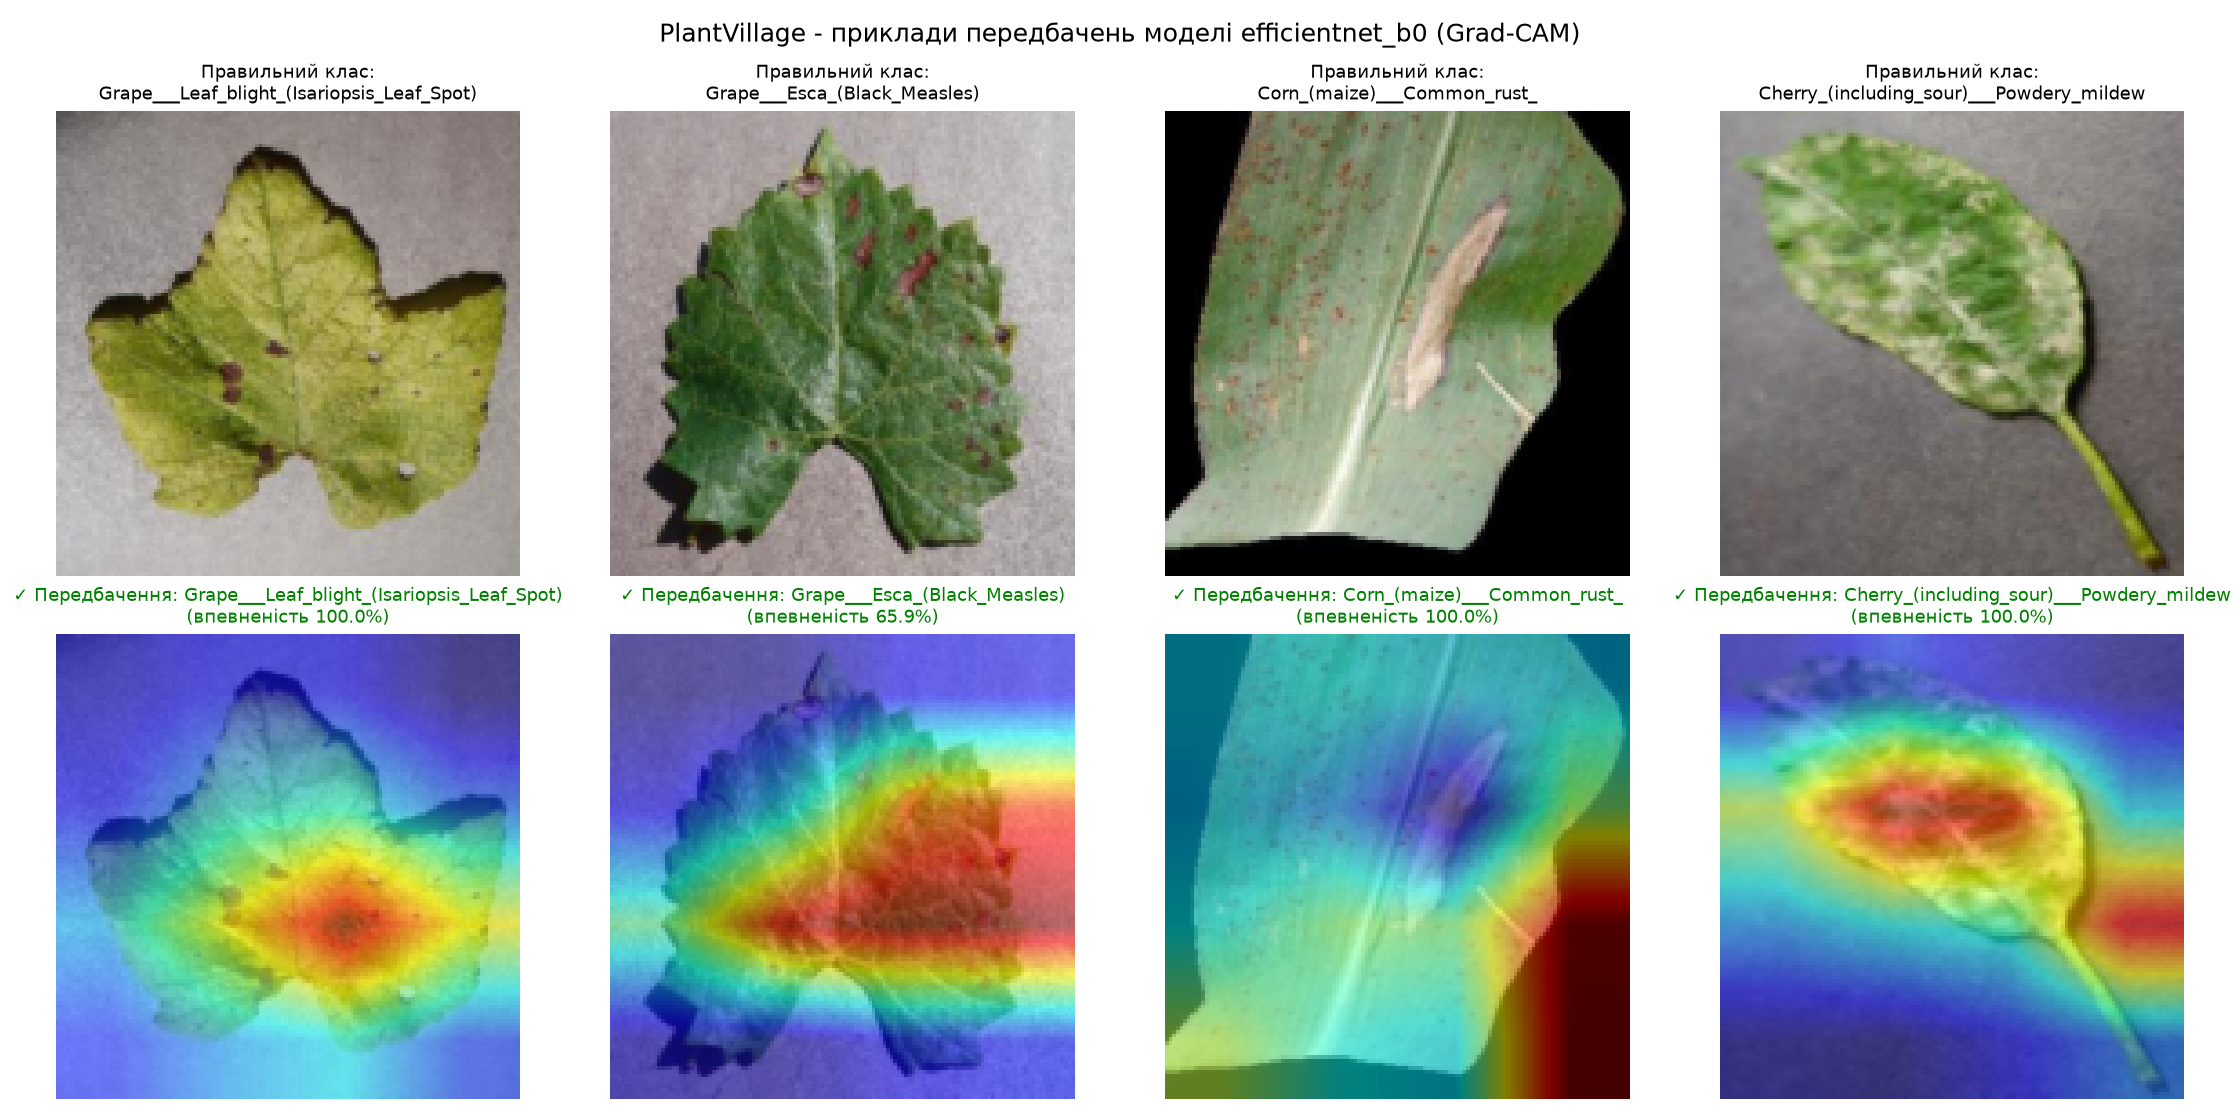 PlantVillage - приклади передбачень моделі efficientnet_b0 (Grad-CAM)
Правильний клас:
Grape___Leaf_blight_(Isariopsis_Leaf_Spot)
Правильний клас:
Grape___Esca_(Black_Measles)
Правильний клас:
Corn_(maize)___Common_rust_
Правильний клас:
Cherry_(including_sour)___Powdery_mildew
✓ Передбачення: Grape___Leaf_blight_(Isariopsis_Leaf_Spot)
(впевненість 100.0%)
✓ Передбачення: Grape___Esca_(Black_Measles)
(впевненість 65.9%)
✓ Передбачення: Corn_(maize)___Common_rust_
(впевненість 100.0%)
✓ Передбачення: Cherry_(including_sour)___Powdery_mildew
(впевненість 100.0%)